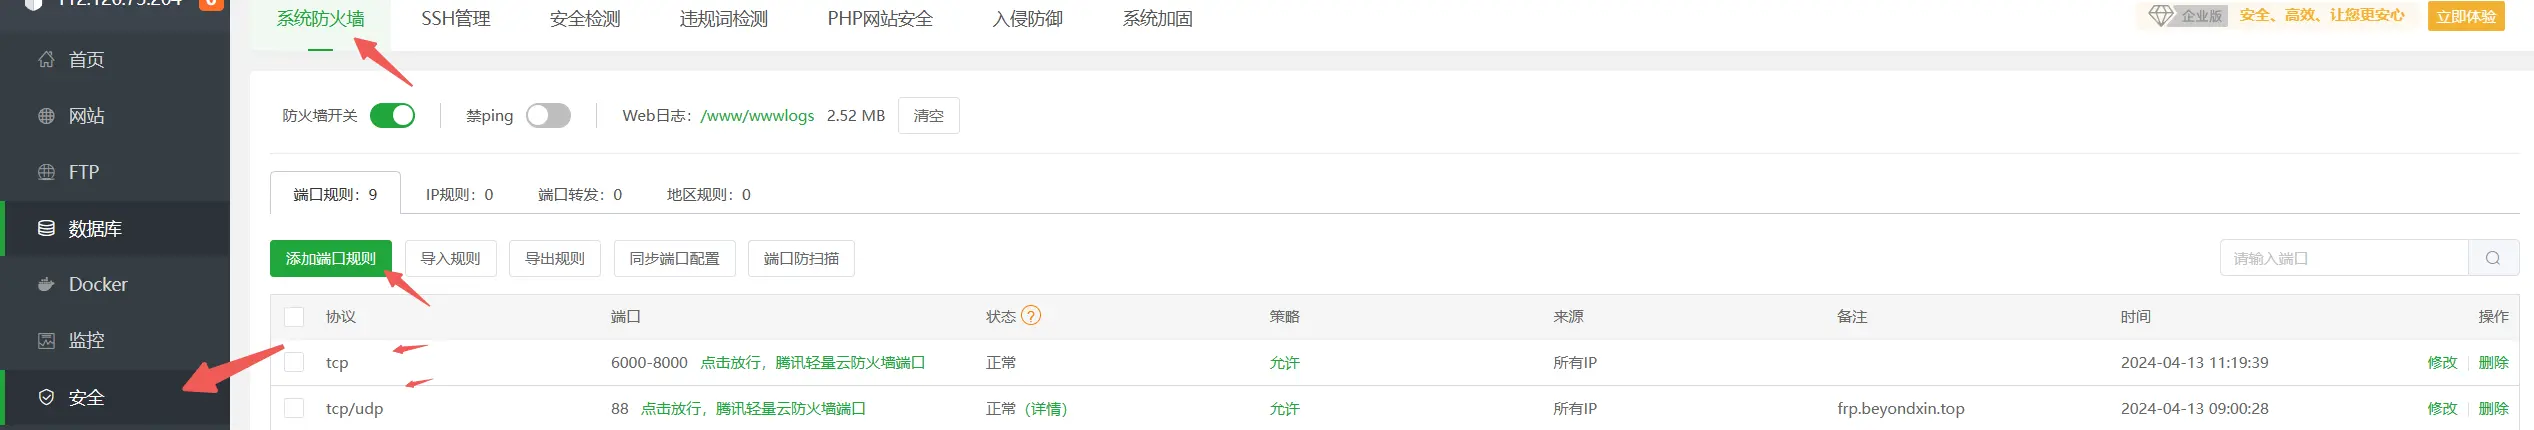 0
系统防火墙 SSH管理 安全检测 违规词检测 PHP网站安全 入侵防御 系统加固 企业版 安全、高效、让您更安心 立即体验
首页
防火墙开关 禁ping Web日志：/www/wwwlogs 2.52 MB 清空
网站
FTP
端口规则：9 IP规则：0 端口转发：0 地区规则：0
数据库
添加端口规则 导入规则 导出规则 同步端口配置 端口防扫描 请输入端口
Docker
协议 端口 状态 ? 策略 来源 备注 时间 操作
监控
tcp 6000-8000 点击放行，腾讯轻量云防火墙端口 正常 允许 所有IP 2024-04-13 11:19:39 修改 删除
安全
tcp/udp 88 点击放行，腾讯轻量云防火墙端口 正常 (详情) 允许 所有IP frp.beyondxin.top 2024-04-13 09:00:28 修改 删除